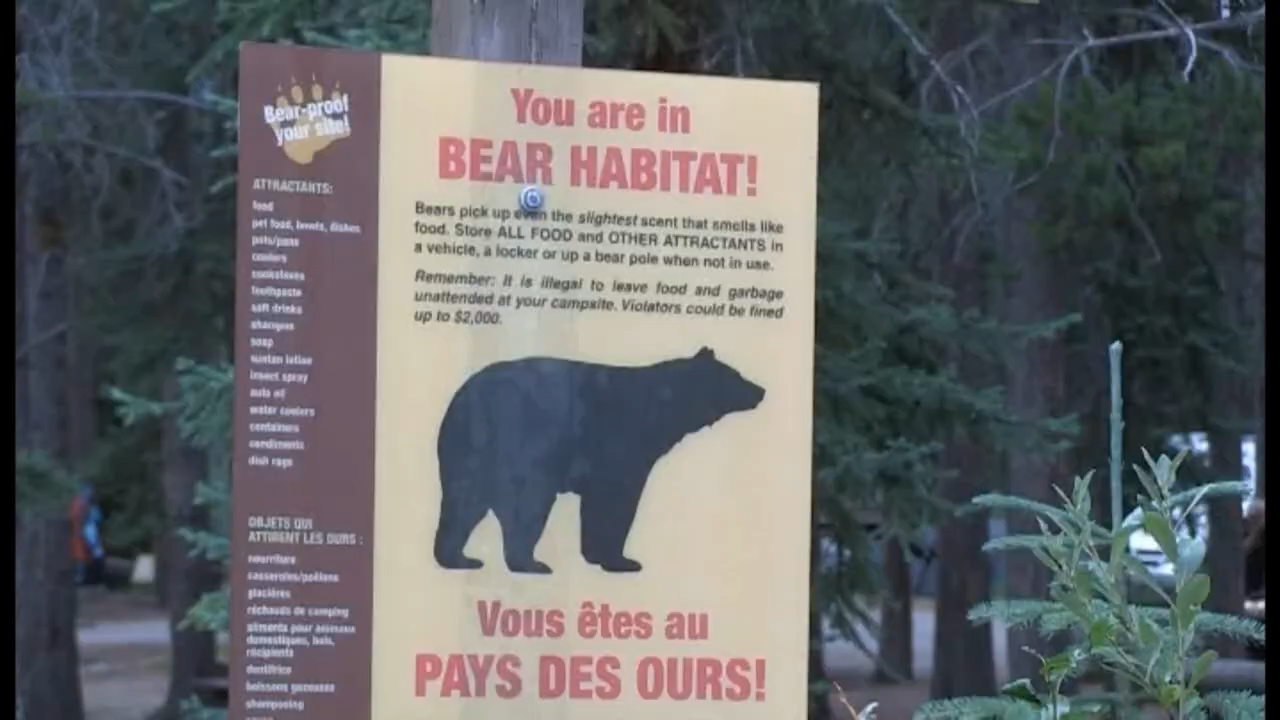 Bear-proof
your site!
ATTRACTANTS:
food
pet food, bowls, dishes
pots/pans
coolers
cookstoves
toothpaste
soft drinks
shampoo
soap
suntan lotion
insect spray
auto oil
water coolers
containers
condiments
dish rags
OBJETS QUI
ATTIRENT LES OURS :
nourriture
casseroles/poêlons
glacières
réchauds de camping
aliments pour animaux
domestiques, bols,
récipients
dentifrice
boissons gazeuses
shampooing
You are in
BEAR HABITAT!
Bears pick up even the slightest scent that smells like
food. Store ALL FOOD and OTHER ATTRACTANTS in
a vehicle, a locker or up a bear pole when not in use.
Remember: It is illegal to leave food and garbage
unattended at your campsite. Violators could be fined
up to $2,000.
Vous êtes au
PAYS DES OURS!